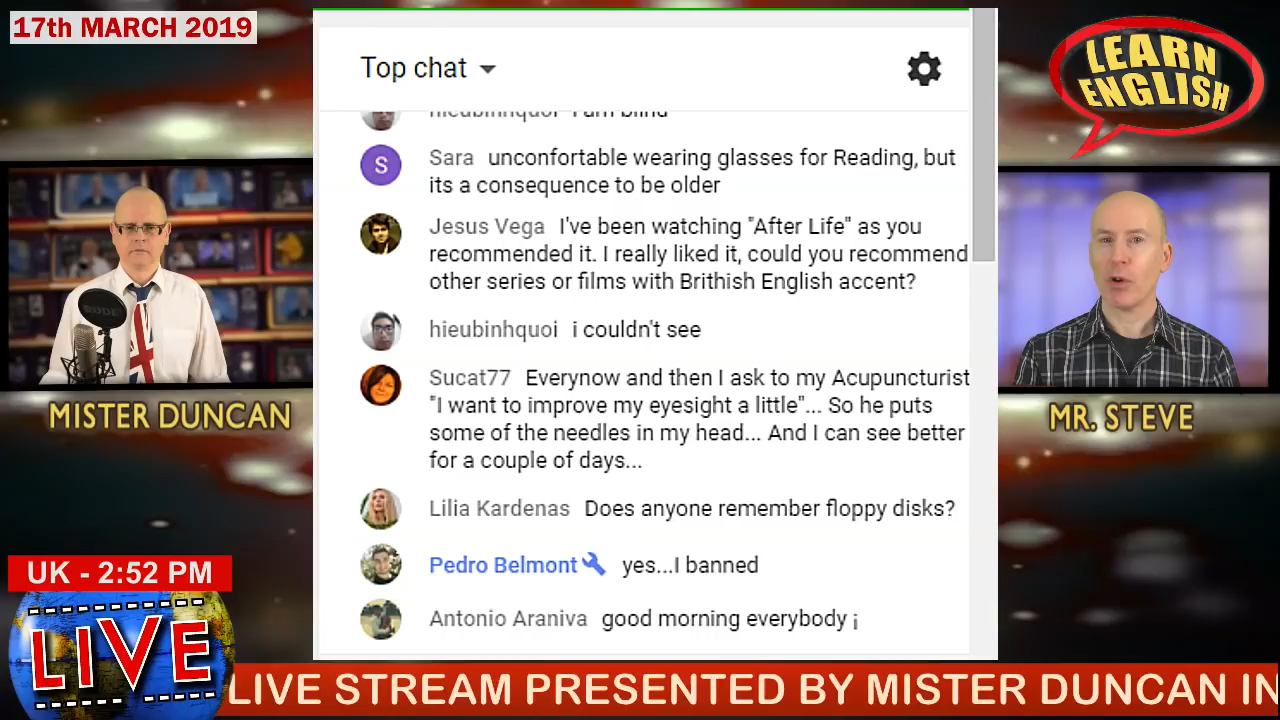 17th MARCH 2019
LEARN
ENGLISH
Top chat
hieubinhquoi i am blind
Sara unconfortable wearing glasses for Reading, but
its a consequence to be older
Jesus Vega I've been watching "After Life" as you
recommended it. I really liked it, could you recommend
other series or films with Brithish English accent?
hieubinhquoi i couldn't see
Sucat77 Everynow and then I ask to my Acupuncturist
"I want to improve my eyesight a little"... So he puts
some of the needles in my head... And I can see better
for a couple of days...
Lilia Kardenas Does anyone remember floppy disks?
Pedro Belmont yes...I banned
Antonio Araniva good morning everybody ¡
MISTER DUNCAN
MR. STEVE
UK - 2:52 PM
LIVE
LIVE STREAM PRESENTED BY MISTER DUNCAN IN